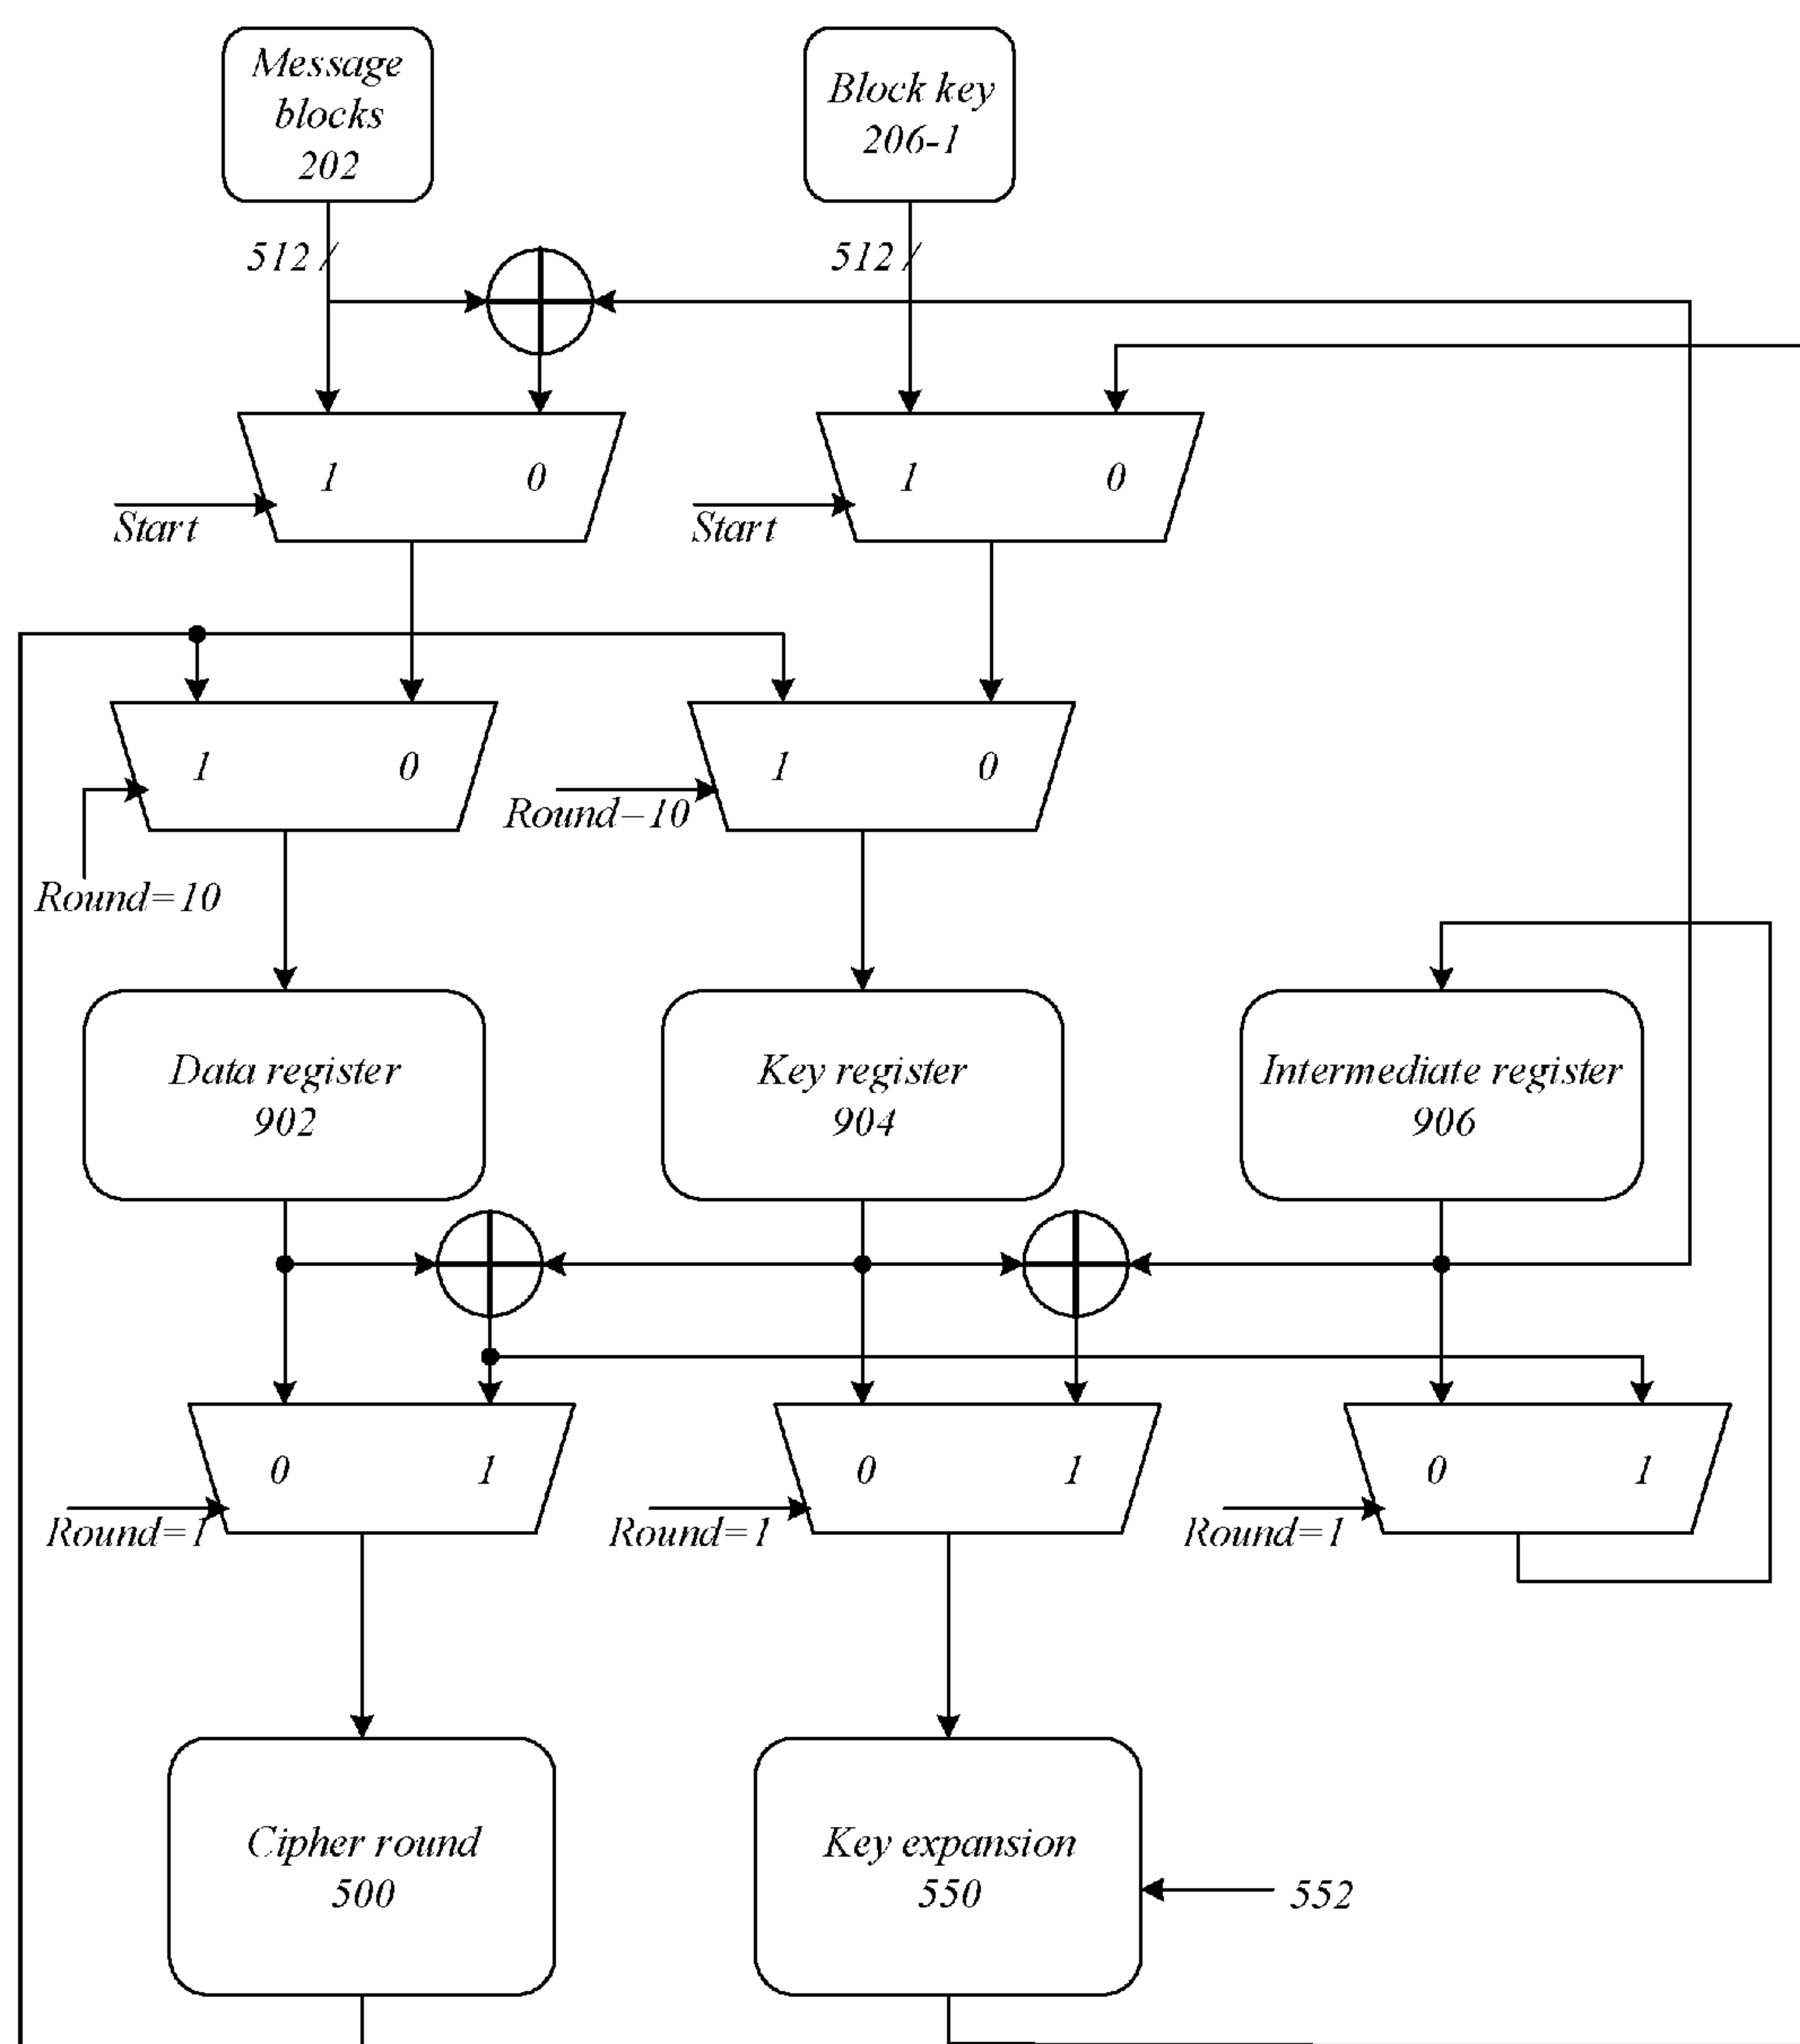 Message
blocks
202
Block key
206-1
512 /
512 /
1 0
1 0
Start
Start
1 0
1 0
Round=10
Round=10
Data register
902
Key register
904
Intermediate register
906
0 1
0 1
0 1
Round=1
Round=1
Round=1
Cipher round
500
Key expansion
550
552